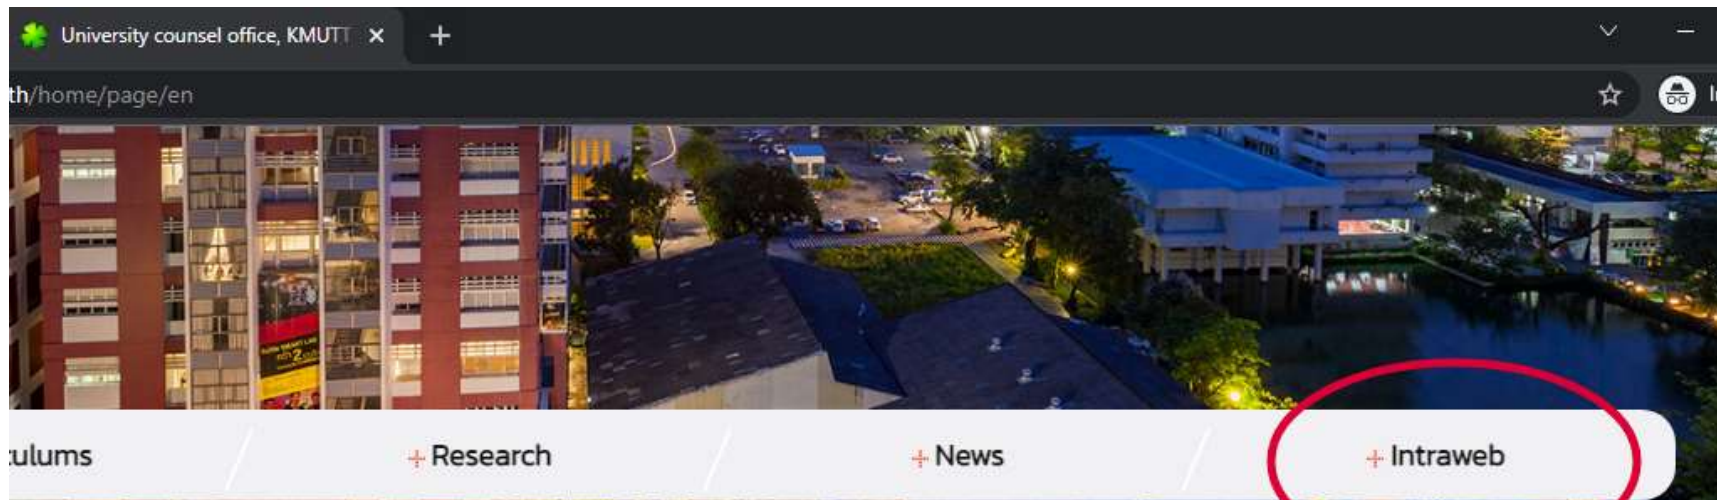 University counsel office, KMUTT
th/home/page/en
ulums
Research
News
Intraweb